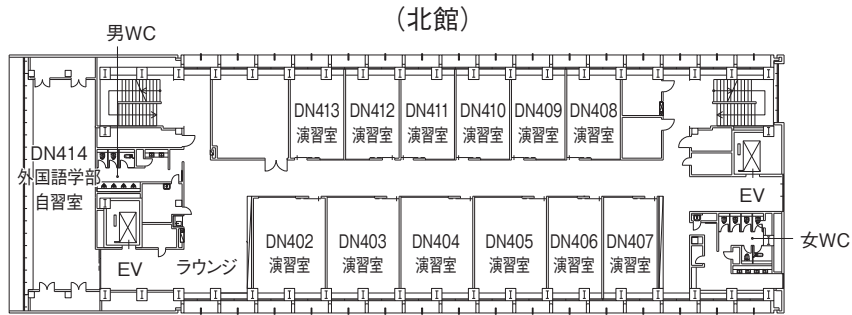 （北館）
男WC
DN413
演習室
DN412
演習室
DN411
演習室
DN410
演習室
DN409
演習室
DN408
演習室
DN414
外国語学部
自習室
EV
DN402
演習室
DN403
演習室
DN404
演習室
DN405
演習室
DN406
演習室
DN407
演習室
女WC
EV
ラウンジ